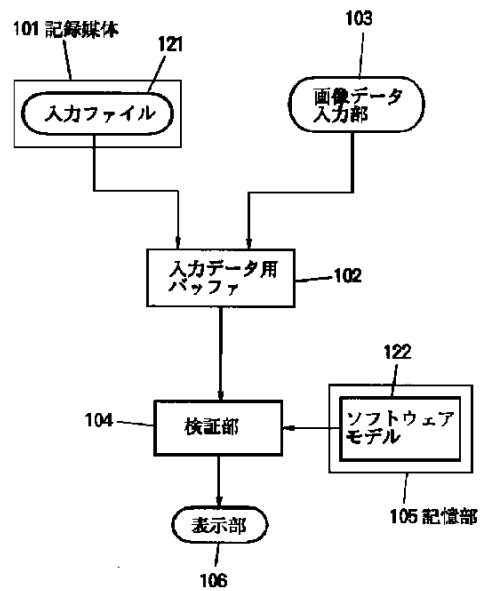 101 記録媒体
121
入力ファイル
103
画像データ
入力部
入力データ用
バッファ
102
104
検証部
122
ソフトウェア
モデル
105 記憶部
表示部
106